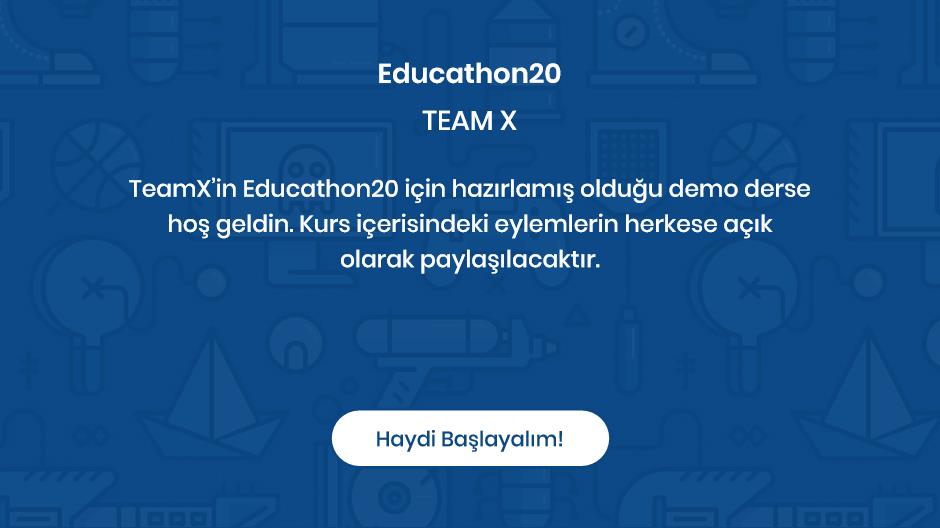 Educathon20
TEAM X
TeamX’in Educathon20 için hazırlamış olduğu demo derse
hoş geldin. Kurs içerisindeki eylemlerin herkese açık
olarak paylaşılacaktır.
Haydi Başlayalım!